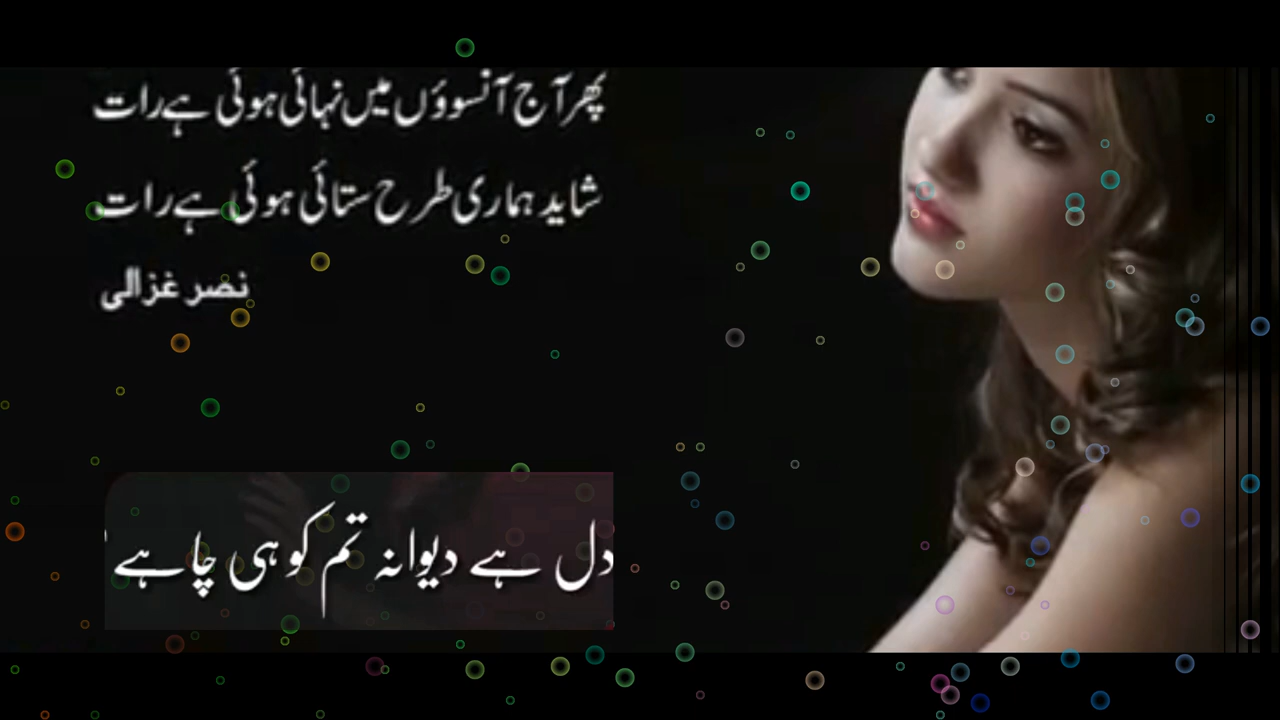 پھر آج آنسوؤں میں نہائی ہوئی ہے رات
شاید ہماری طرح ستائی ہوئی ہے رات
نصر غزالی
دل ہے دیوانہ تم کو ہی چاہے